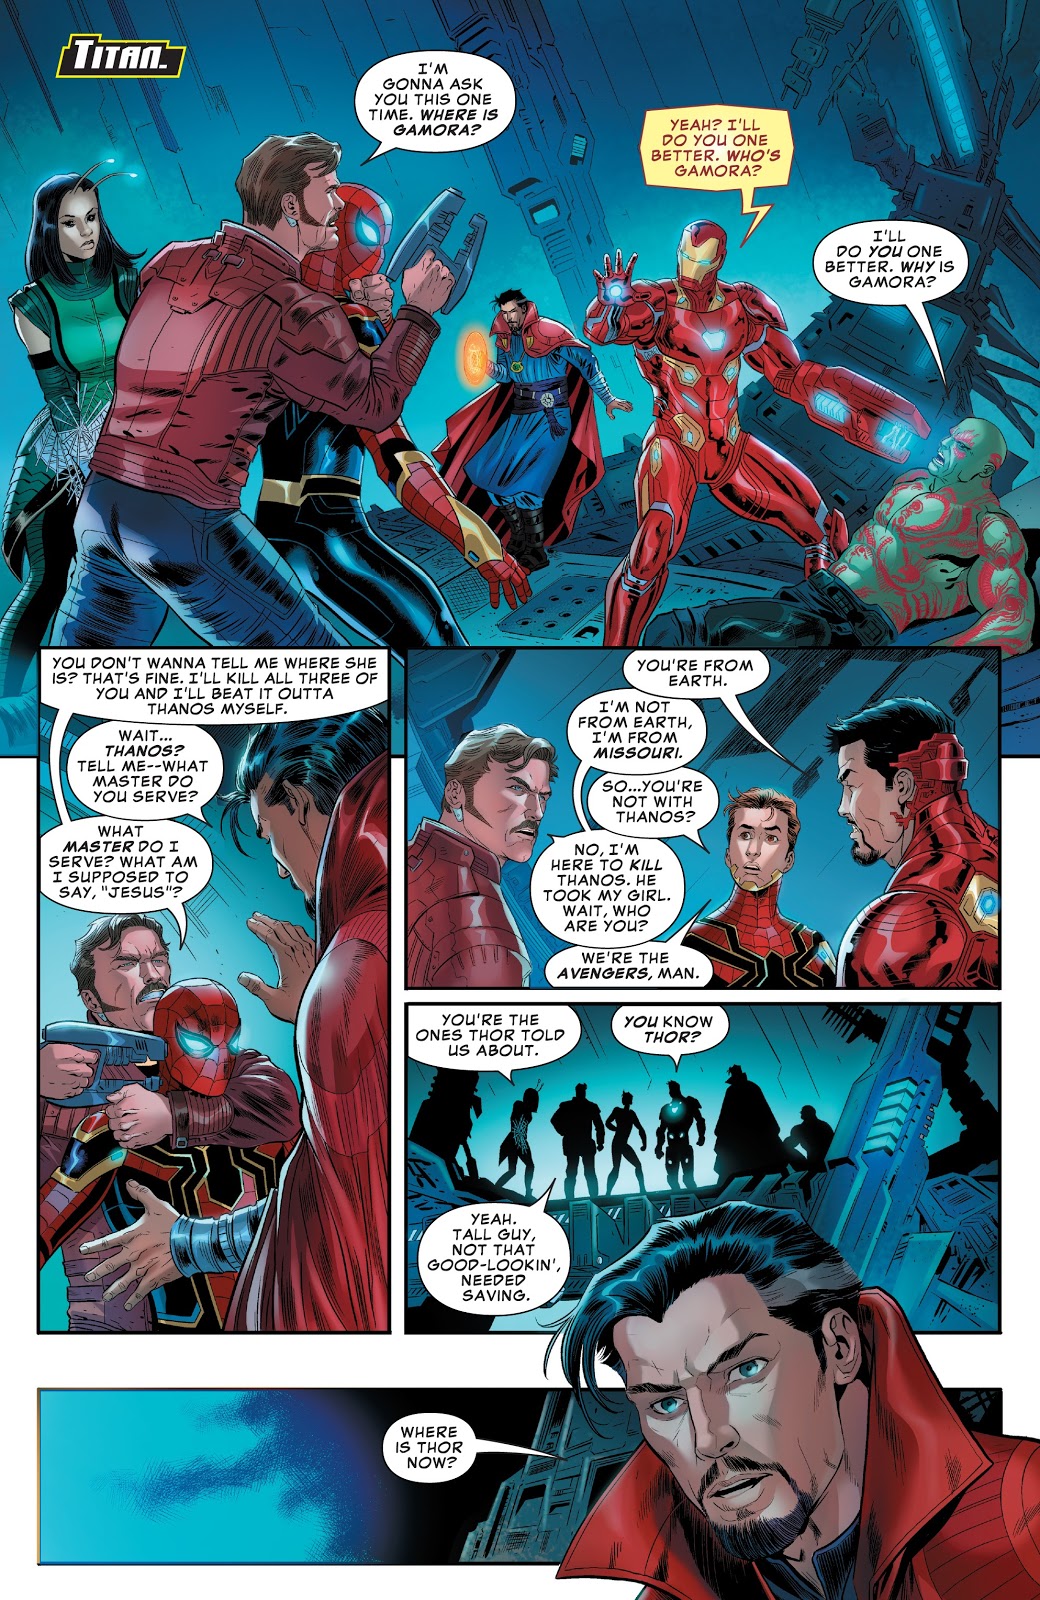 TITAN.
I'M
GONNA ASK
YOU THIS ONE
TIME. WHERE IS
GAMORA?
YEAH? I'LL
DO YOU ONE
BETTER. WHO'S
GAMORA?
I'LL
DO YOU ONE
BETTER. WHY IS
GAMORA?
YOU DON'T WANNA TELL ME WHERE SHE
IS? THAT'S FINE. I'LL KILL ALL THREE OF
YOU AND I'LL BEAT IT OUTTA
THANOS MYSELF.
WAIT...
THANOS?
TELL ME--WHAT
MASTER DO
YOU SERVE?
WHAT
MASTER DO I
SERVE? WHAT AM
I SUPPOSED TO
SAY, "JESUS"?
YOU'RE FROM
EARTH.
I'M NOT
FROM EARTH,
I'M FROM
MISSOURI.
SO...YOU'RE
NOT WITH
THANOS?
NO, I'M
HERE TO KILL
THANOS. HE
TOOK MY GIRL.
WAIT, WHO
ARE YOU?
WE'RE THE
AVENGERS, MAN.
YOU'RE THE
ONES THOR TOLD
US ABOUT.
YOU KNOW
THOR?
YEAH.
TALL GUY,
NOT THAT
GOOD-LOOKIN',
NEEDED
SAVING.
WHERE
IS THOR
NOW?